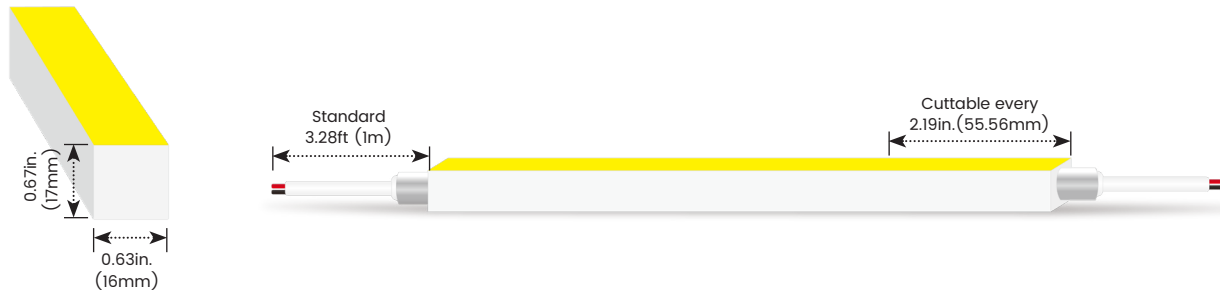 0.67in.
(17mm)
0.63in.
(16mm)
Standard
3.28ft (1m)
Cuttable every
2.19in.(55.56mm)